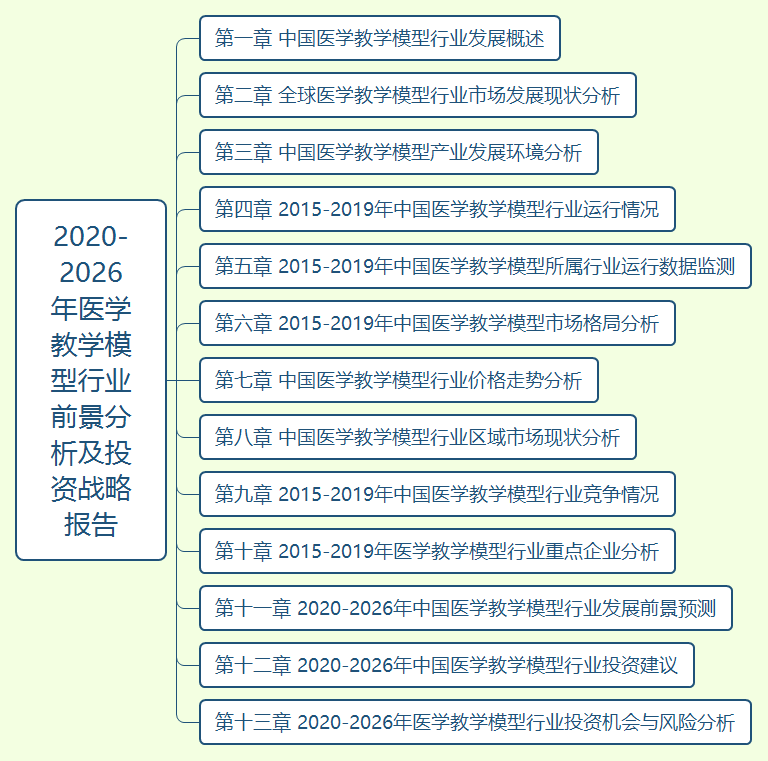 2020-
2026
年医学
教学模
型行业
前景分
析及投
资战略
报告
第一章 中国医学教学模型行业发展概述
第二章 全球医学教学模型行业市场发展现状分析
第三章 中国医学教学模型产业发展环境分析
第四章 2015-2019年中国医学教学模型行业运行情况
第五章 2015-2019年中国医学教学模型所属行业运行数据监测
第六章 2015-2019年中国医学教学模型市场格局分析
第七章 中国医学教学模型行业价格走势分析
第八章 中国医学教学模型行业区域市场现状分析
第九章 2015-2019年中国医学教学模型行业竞争情况
第十章 2015-2019年医学教学模型行业重点企业分析
第十一章 2020-2026年中国医学教学模型行业发展前景预测
第十二章 2020-2026年中国医学教学模型行业投资建议
第十三章 2020-2026年医学教学模型行业投资机会与风险分析